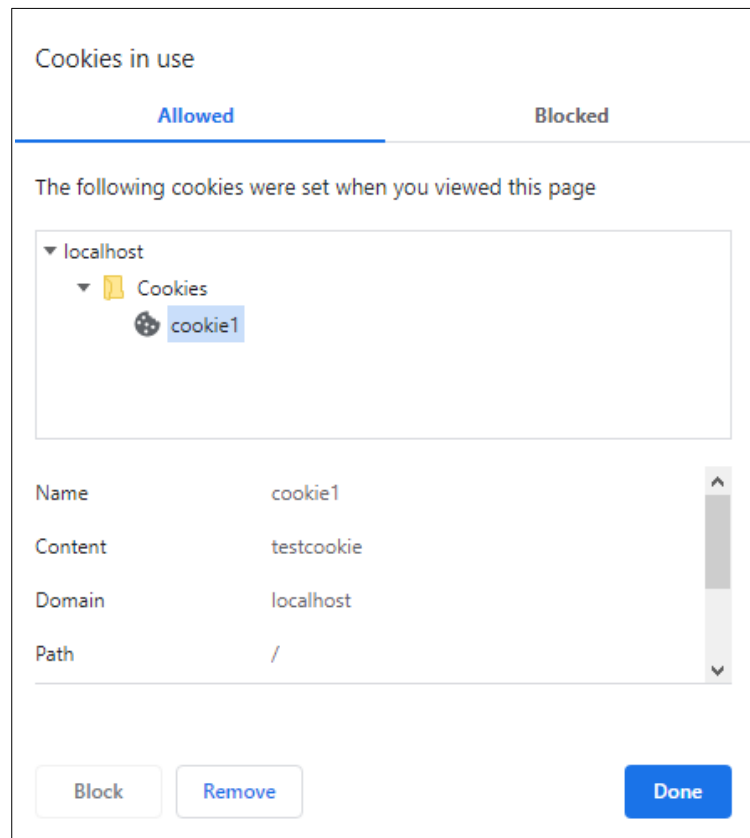 Cookies in use
Allowed Blocked
The following cookies were set when you viewed this page
localhost
Cookies
cookie1
Name cookie1
Content testcookie
Domain localhost
Path /
Block Remove Done